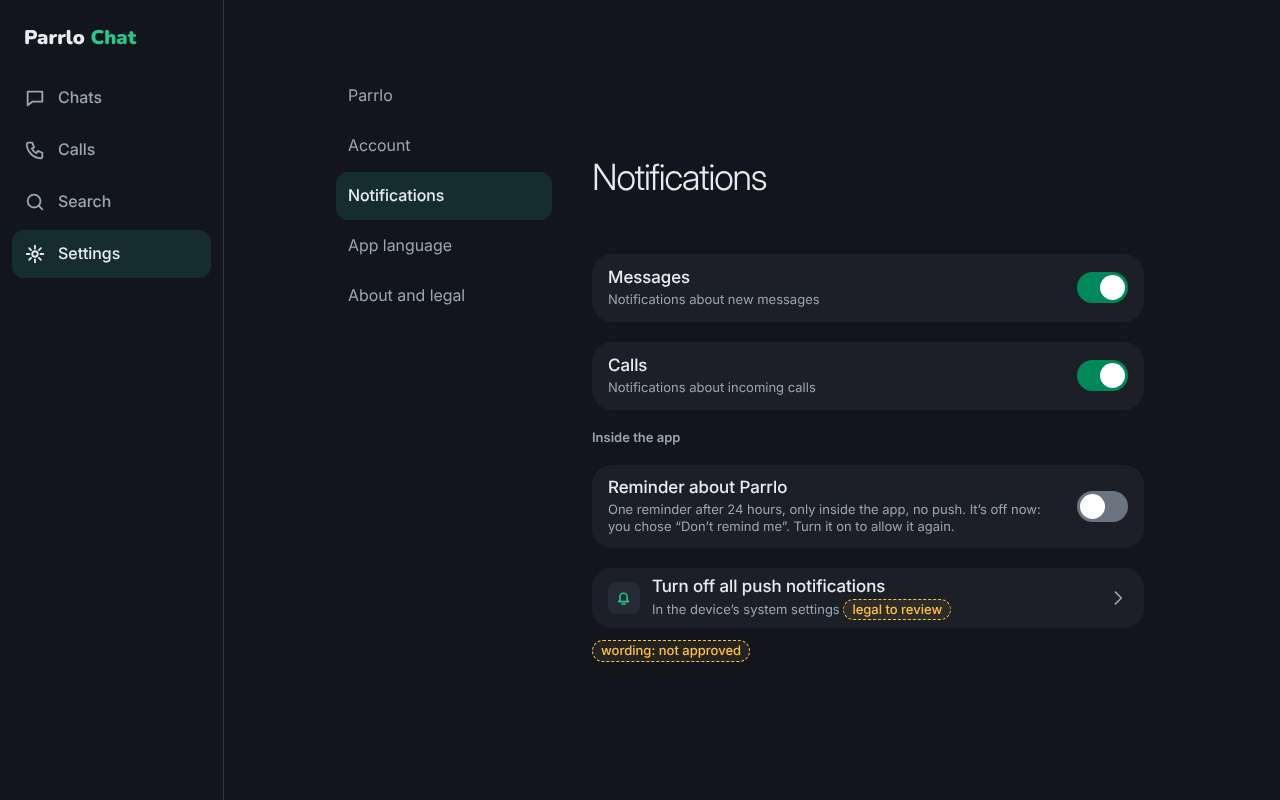 Parrlo Chat
Chats
Calls
Search
Settings
Parrlo
Account
Notifications
App language
About and legal
Notifications
Messages
Notifications about new messages
Calls
Notifications about incoming calls
Inside the app
Reminder about Parrlo
One reminder after 24 hours, only inside the app, no push. It’s off now:
you chose “Don’t remind me”. Turn it on to allow it again.
Turn off all push notifications
In the device’s system settings legal to review
wording: not approved